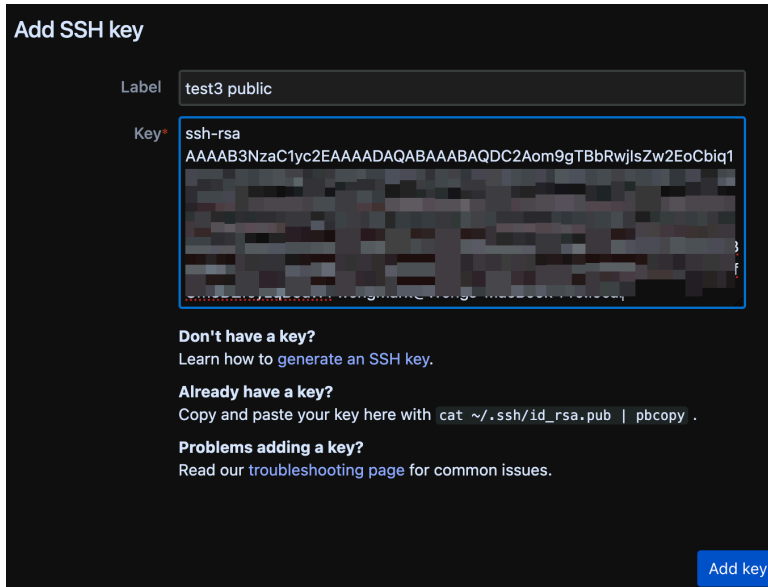 Add SSH key
Label test3 public
Key* ssh-rsa
AAAAB3NzaC1yc2EAAAADAQABAAABAQDC2Aom9gTBbRwjIsZw2EoCbiq1
Don't have a key?
Learn how to generate an SSH key.
Already have a key?
Copy and paste your key here with cat ~/.ssh/id_rsa.pub | pbcopy .
Problems adding a key?
Read our troubleshooting page for common issues.
Add key